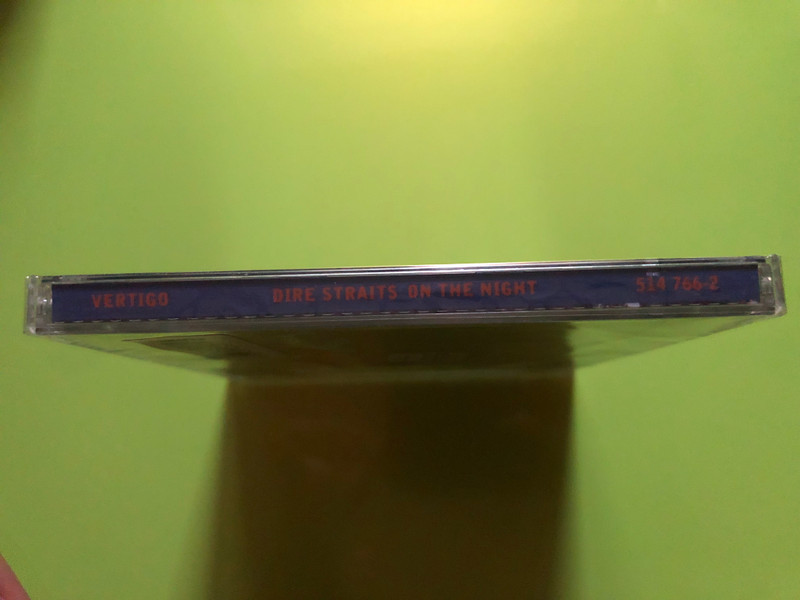 VERTIGO DIRE STRAITS ON THE NIGHT 514 766-2